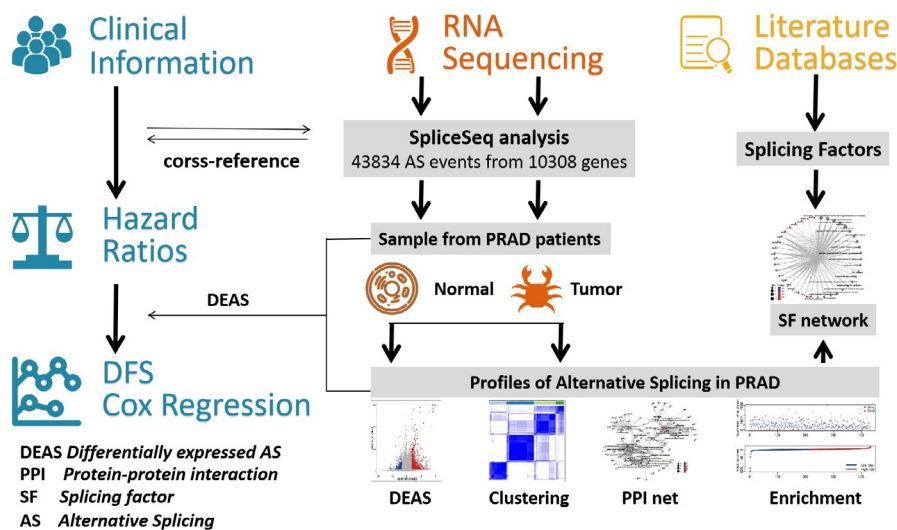 Clinical
Information
RNA
Sequencing
Literature
Databases
corss-reference
SpliceSeq analysis
43834 AS events from 10308 genes
Splicing Factors
Hazard
Ratios
Sample from PRAD patients
Normal
Tumor
DEAS
SF network
DFS
Cox Regression
Profiles of Alternative Splicing in PRAD
DEAS Differentially expressed AS
PPI Protein-protein interaction
SF Splicing factor
AS Alternative Splicing
DEAS
Clustering
PPI net
Enrichment